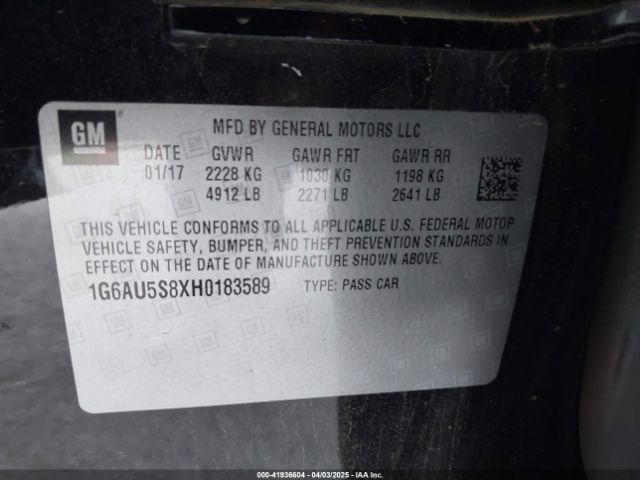 GM
MFD BY GENERAL MOTORS LLC
DATE GVWR GAWR FRT GAWR RR
01/17 2228 KG 1030 KG 1198 KG
4912 LB 2271 LB 2641 LB
THIS VEHICLE CONFORMS TO ALL APPLICABLE U.S. FEDERAL MOTOR
VEHICLE SAFETY, BUMPER, AND THEFT PREVENTION STANDARDS IN
EFFECT ON THE DATE OF MANUFACTURE SHOWN ABOVE.
1G6AU5S8XH0183589 TYPE: PASS CAR
000-41936604 - 04/03/2025 - IAAI.COM